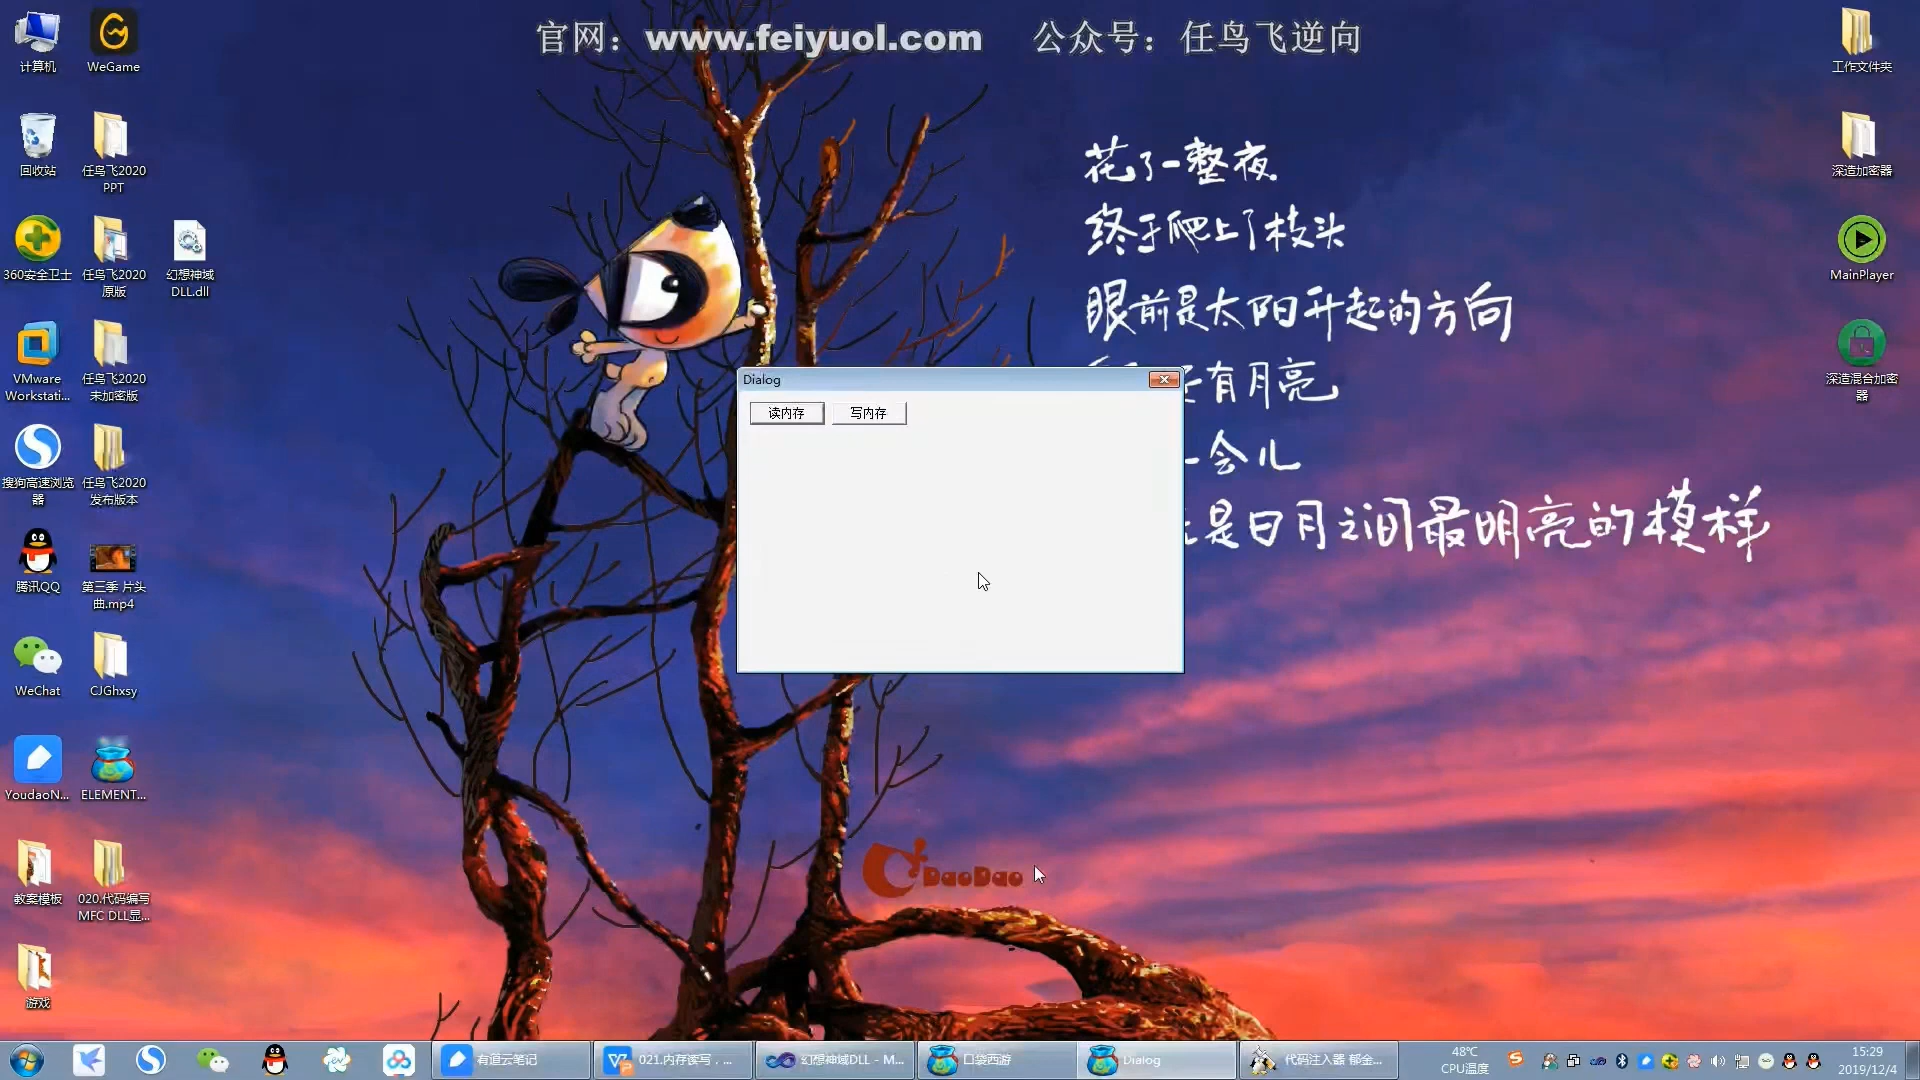 官网：www.feiyuol.com 公众号：任鸟飞逆向
计算机
WeGame
回收站
任鸟飞2020
PPT
360安全卫士
任鸟飞2020
原版
幻想神域
DLL.dll
VMware
Workstati...
任鸟飞2020
未加密版
搜狗高速浏览
器
任鸟飞2020
发布版本
腾讯QQ
第三季 片头
曲.mp4
WeChat
CJGhxsy
YoudaoN...
ELEMENT...
教案模板
020.代码编写
MFC DLL显...
游戏
工作文件夹
深造加密器
MainPlayer
深造混合加密
器
花了一整夜
终于爬上了枝头
眼前是太阳升起的方向
有月亮
一会儿
是日月之间最明亮的模样
Dialog
读内存 写内存
DaoDao
有道云笔记
021.内存读写，...
幻想神域DLL - M...
口袋西游
Dialog
代码注入器 郁金...
48℃
CPU温度
15:29
2019/12/4